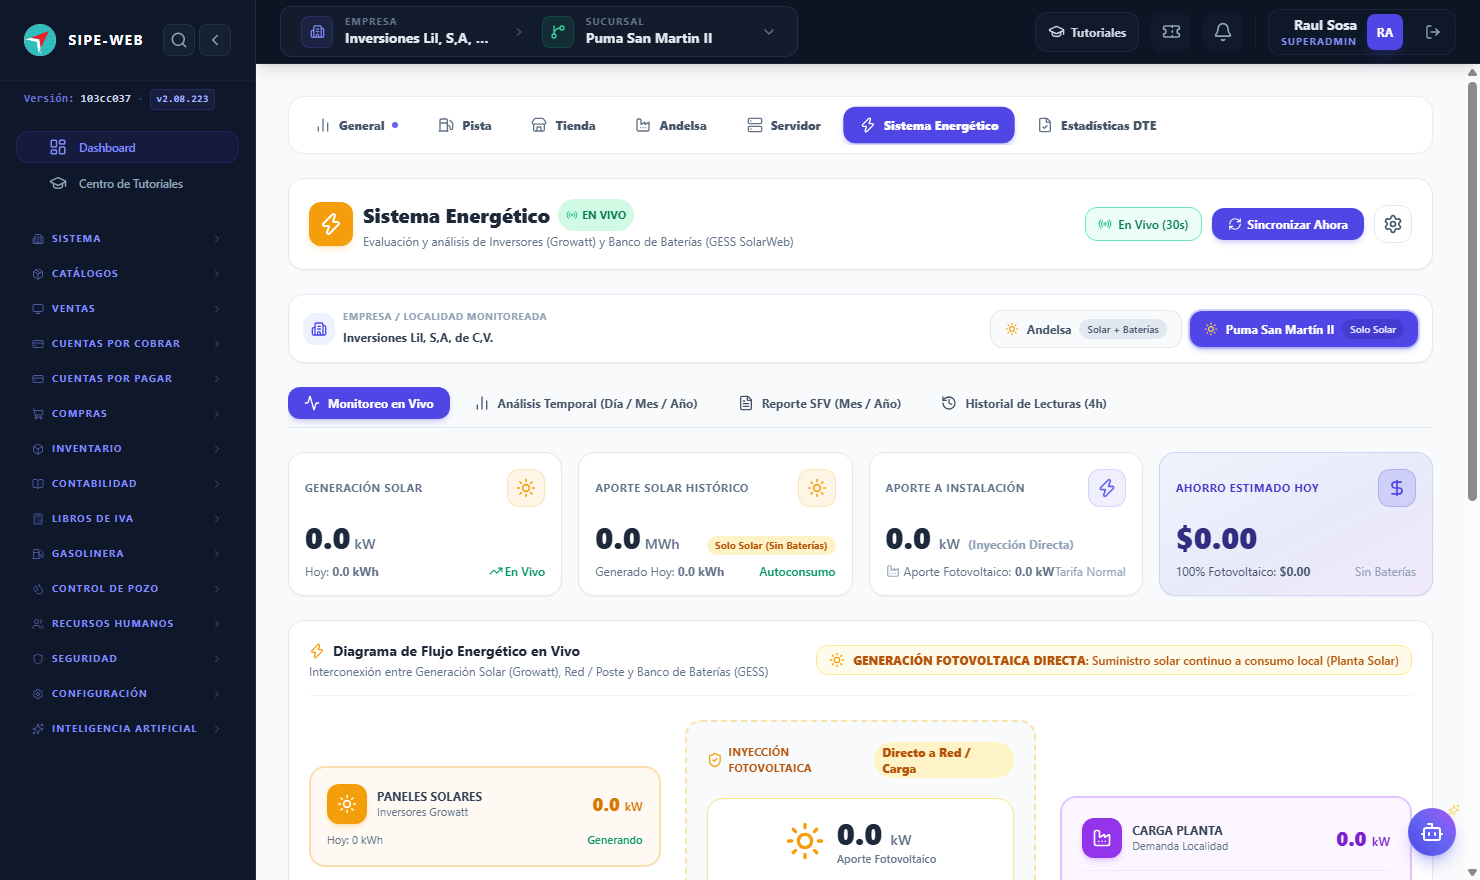 SIPE-WEB
EMPRESA
Inversiones Lil, S,A, ...
SUCURSAL
Puma San Martin II
Tutoriales
Raul Sosa
SUPERADMIN
RA
Versión: 103cc037 · v2.08.223
Dashboard
Centro de Tutoriales
SISTEMA
CATÁLOGOS
VENTAS
CUENTAS POR COBRAR
CUENTAS POR PAGAR
COMPRAS
INVENTARIO
CONTABILIDAD
LIBROS DE IVA
GASOLINERA
CONTROL DE POZO
RECURSOS HUMANOS
SEGURIDAD
CONFIGURACIÓN
INTELIGENCIA ARTIFICIAL
General
Pista
Tienda
Andelsa
Servidor
Sistema Energético
Estadísticas DTE
Sistema Energético
EN VIVO
Evaluación y análisis de Inversores (Growatt) y Banco de Baterías (GESS SolarWeb)
En Vivo (30s)
Sincronizar Ahora
EMPRESA / LOCALIDAD MONITOREADA
Inversiones Lil, S,A, de C,V.
Andelsa Solar + Baterías
Puma San Martín II Solo Solar
Monitoreo en Vivo
Análisis Temporal (Día / Mes / Año)
Reporte SFV (Mes / Año)
Historial de Lecturas (4h)
GENERACIÓN SOLAR
0.0 kW
Hoy: 0.0 kWh
En Vivo
APORTE SOLAR HISTÓRICO
0.0 MWh
Solo Solar (Sin Baterías)
Generado Hoy: 0.0 kWh
Autoconsumo
APORTE A INSTALACIÓN
0.0 kW (Inyección Directa)
Aporte Fotovoltaico: 0.0 kW Tarifa Normal
AHORRO ESTIMADO HOY
$0.00
100% Fotovoltaico: $0.00
Sin Baterías
Diagrama de Flujo Energético en Vivo
Interconexión entre Generación Solar (Growatt), Red / Poste y Banco de Baterías (GESS)
GENERACIÓN FOTOVOLTAICA DIRECTA: Suministro solar continuo a consumo local (Planta Solar)
PANELES SOLARES
Inversores Growatt
0.0 kW
Hoy: 0 kWh
Generando
INYECCIÓN
FOTOVOLTAICA
Directo a Red /
Carga
0.0 kW
Aporte Fotovoltaico
CARGA PLANTA
Demanda Localidad
0.0 kW